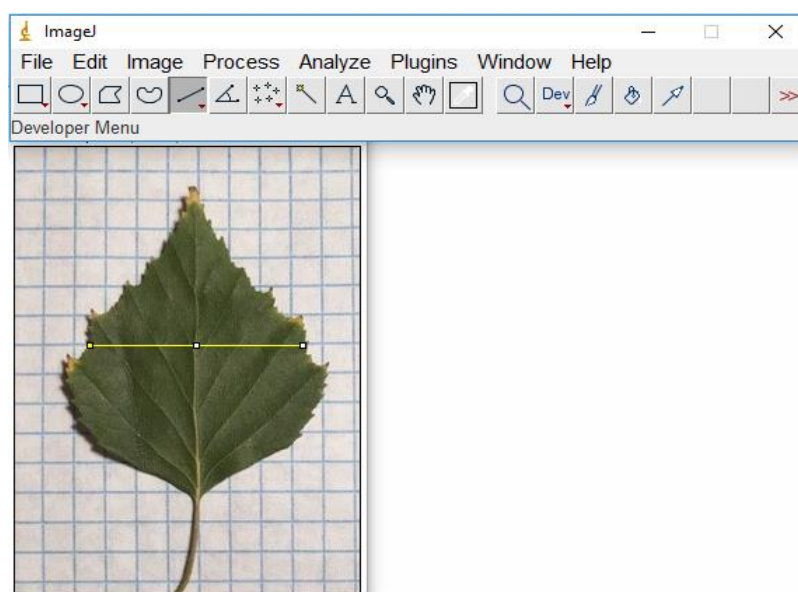 ImageJ
File Edit Image Process Analyze Plugins Window Help
A Dev >>
Developer Menu